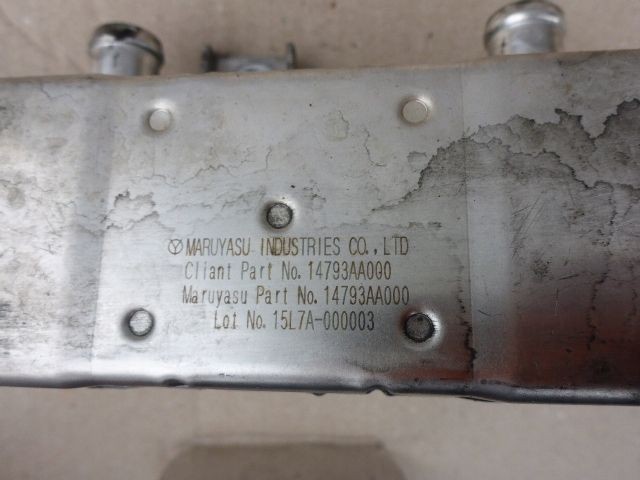 MARUYASU INDUSTRIES CO., LTD
Cliant Part No. 14793AA000
Maruyasu Part No. 14793AA000
Lot No. 15L7A-000003